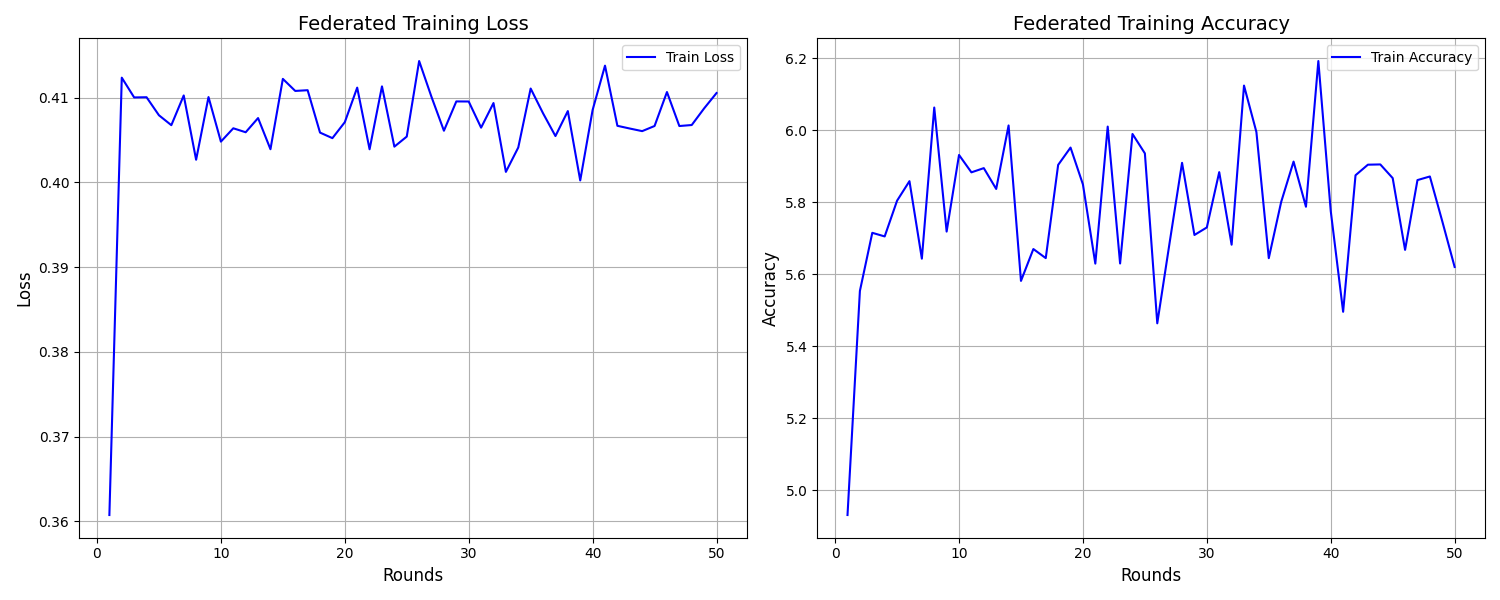 Federated Training Loss
Train Loss
0.41
0.40
0.39
0.38
0.37
0.36
Loss
0 10 20 30 40 50
Rounds
Federated Training Accuracy
Train Accuracy
6.2
6.0
5.8
5.6
5.4
5.2
5.0
Accuracy
0 10 20 30 40 50
Rounds